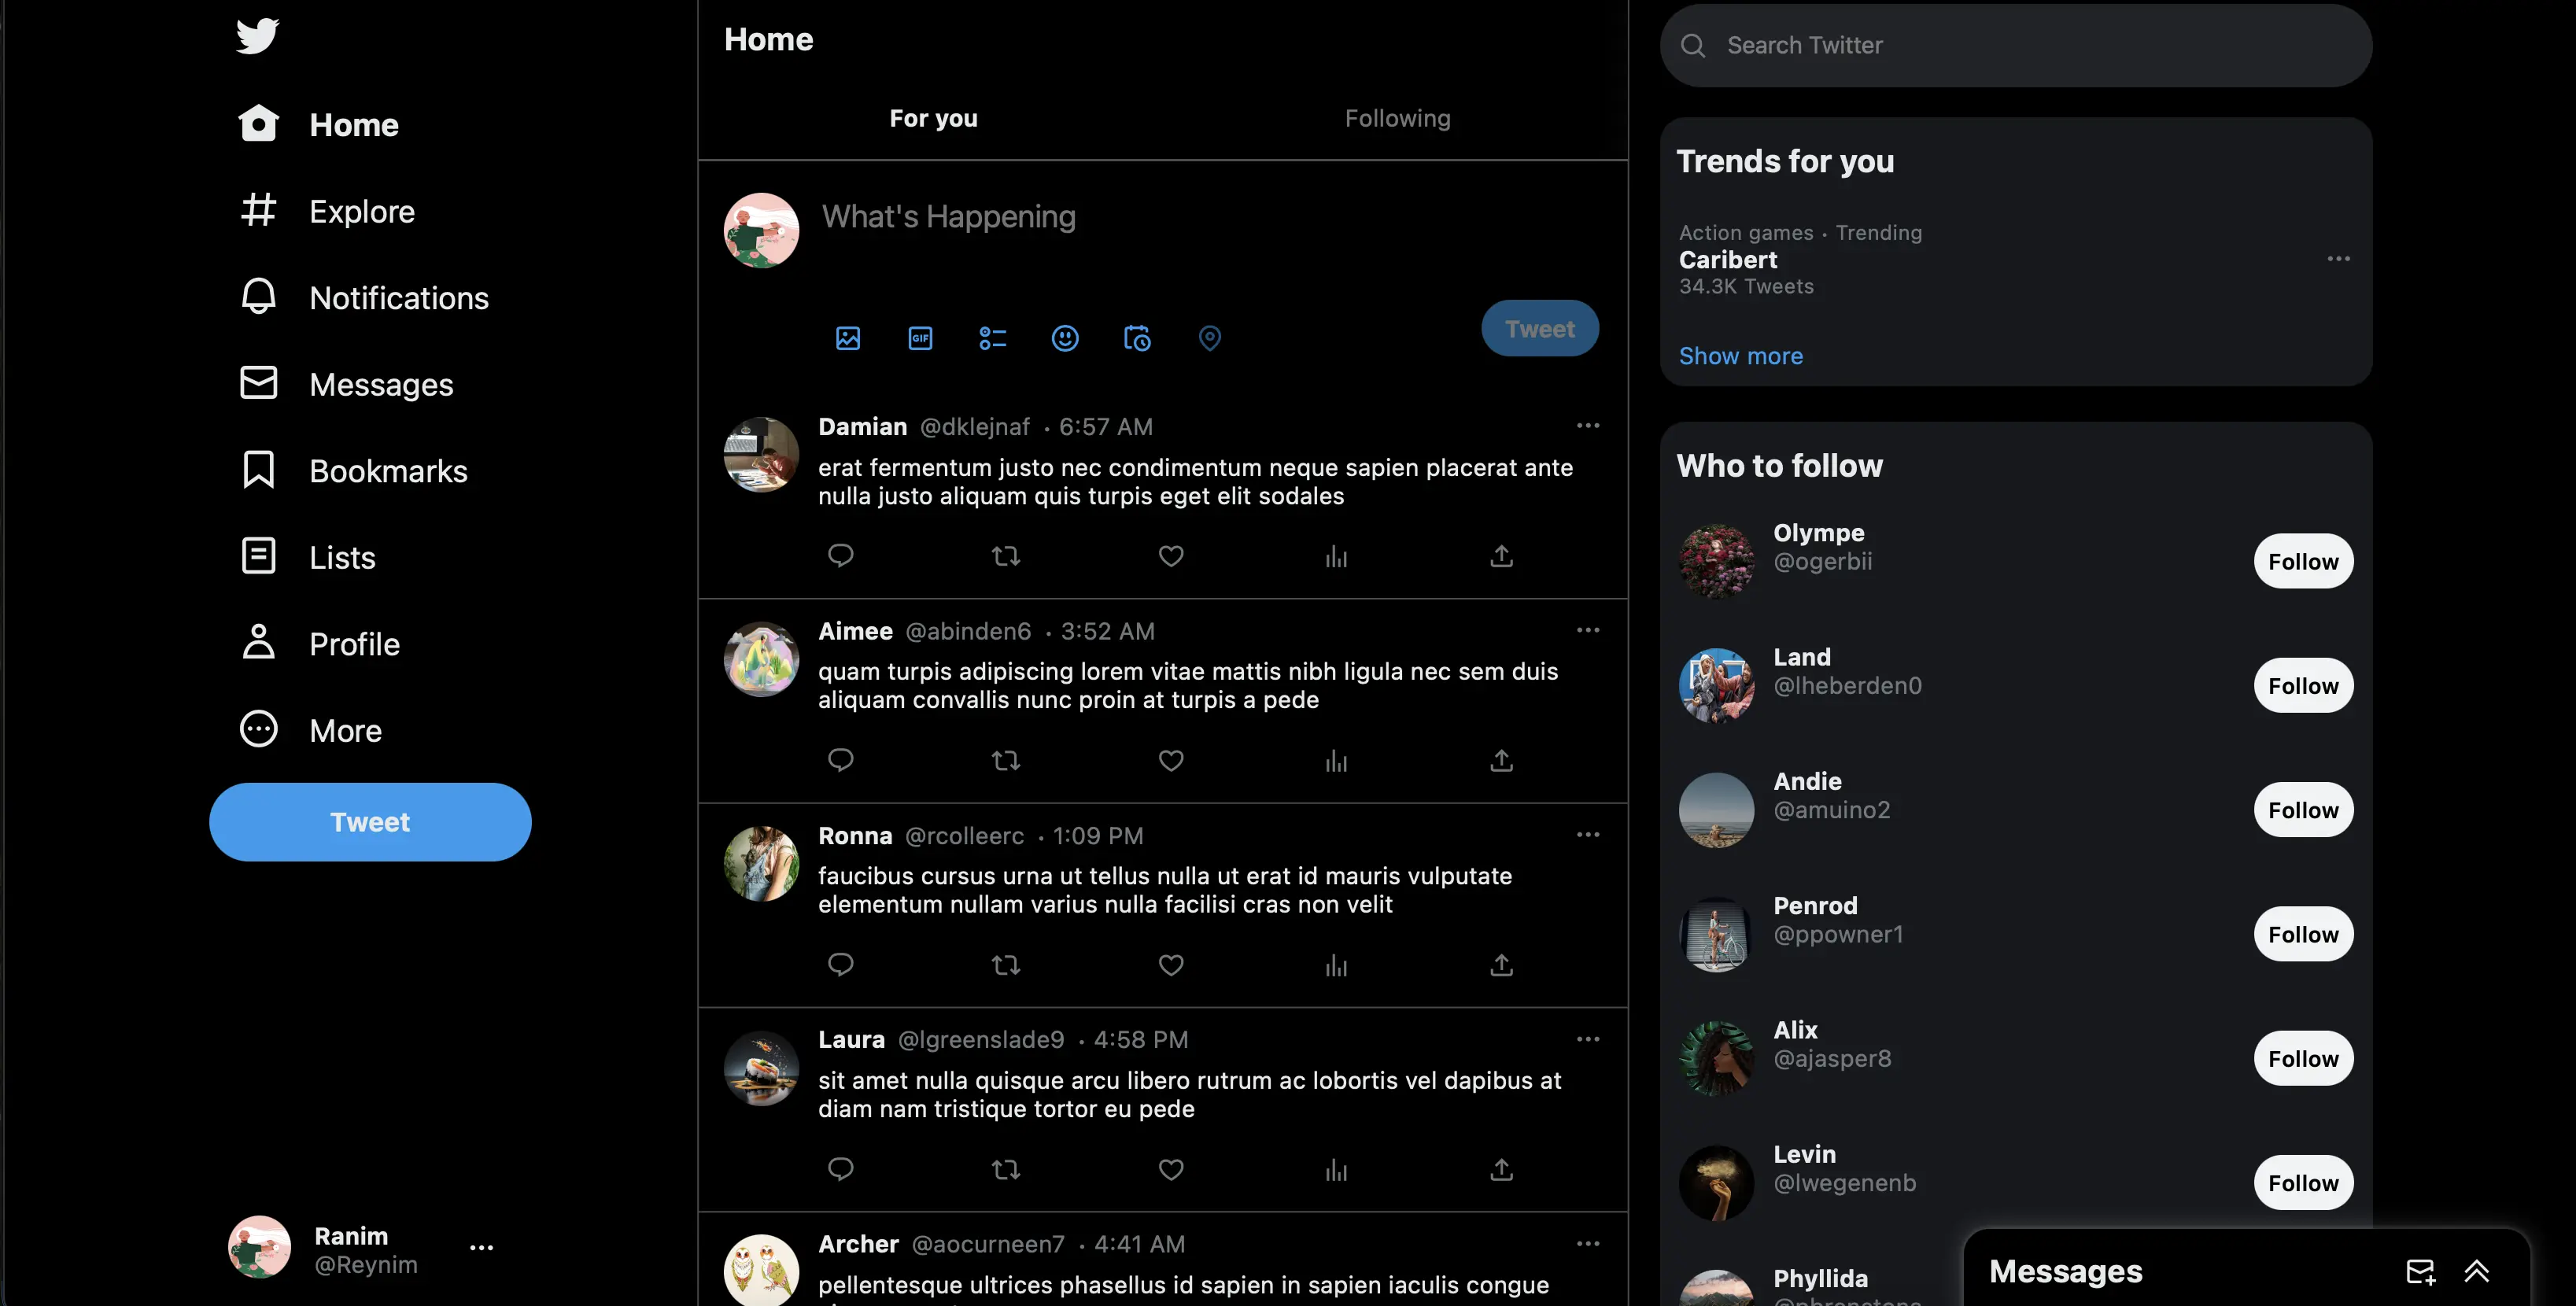 Home
Explore
Notifications
Messages
Bookmarks
Lists
Profile
More
Tweet
Ranim
@Reynim
Home
For you
Following
What's Happening
GIF
Tweet
Damian @dklejnaf · 6:57 AM
erat fermentum justo nec condimentum neque sapien placerat ante
nulla justo aliquam quis turpis eget elit sodales
Aimee @abinden6 · 3:52 AM
quam turpis adipiscing lorem vitae mattis nibh ligula nec sem duis
aliquam convallis nunc proin at turpis a pede
Ronna @rcolleerc · 1:09 PM
faucibus cursus urna ut tellus nulla ut erat id mauris vulputate
elementum nullam varius nulla facilisi cras non velit
Laura @lgreenslade9 · 4:58 PM
sit amet nulla quisque arcu libero rutrum ac lobortis vel dapibus at
diam nam tristique tortor eu pede
Archer @aocurneen7 · 4:41 AM
pellentesque ultrices phasellus id sapien in sapien iaculis congue
Search Twitter
Trends for you
Action games · Trending
Caribert
34.3K Tweets
Show more
Who to follow
Olympe
@ogerbii
Follow
Land
@lheberden0
Follow
Andie
@amuino2
Follow
Penrod
@ppowner1
Follow
Alix
@ajasper8
Follow
Levin
@lwegenenb
Follow
Phyllida
Messages